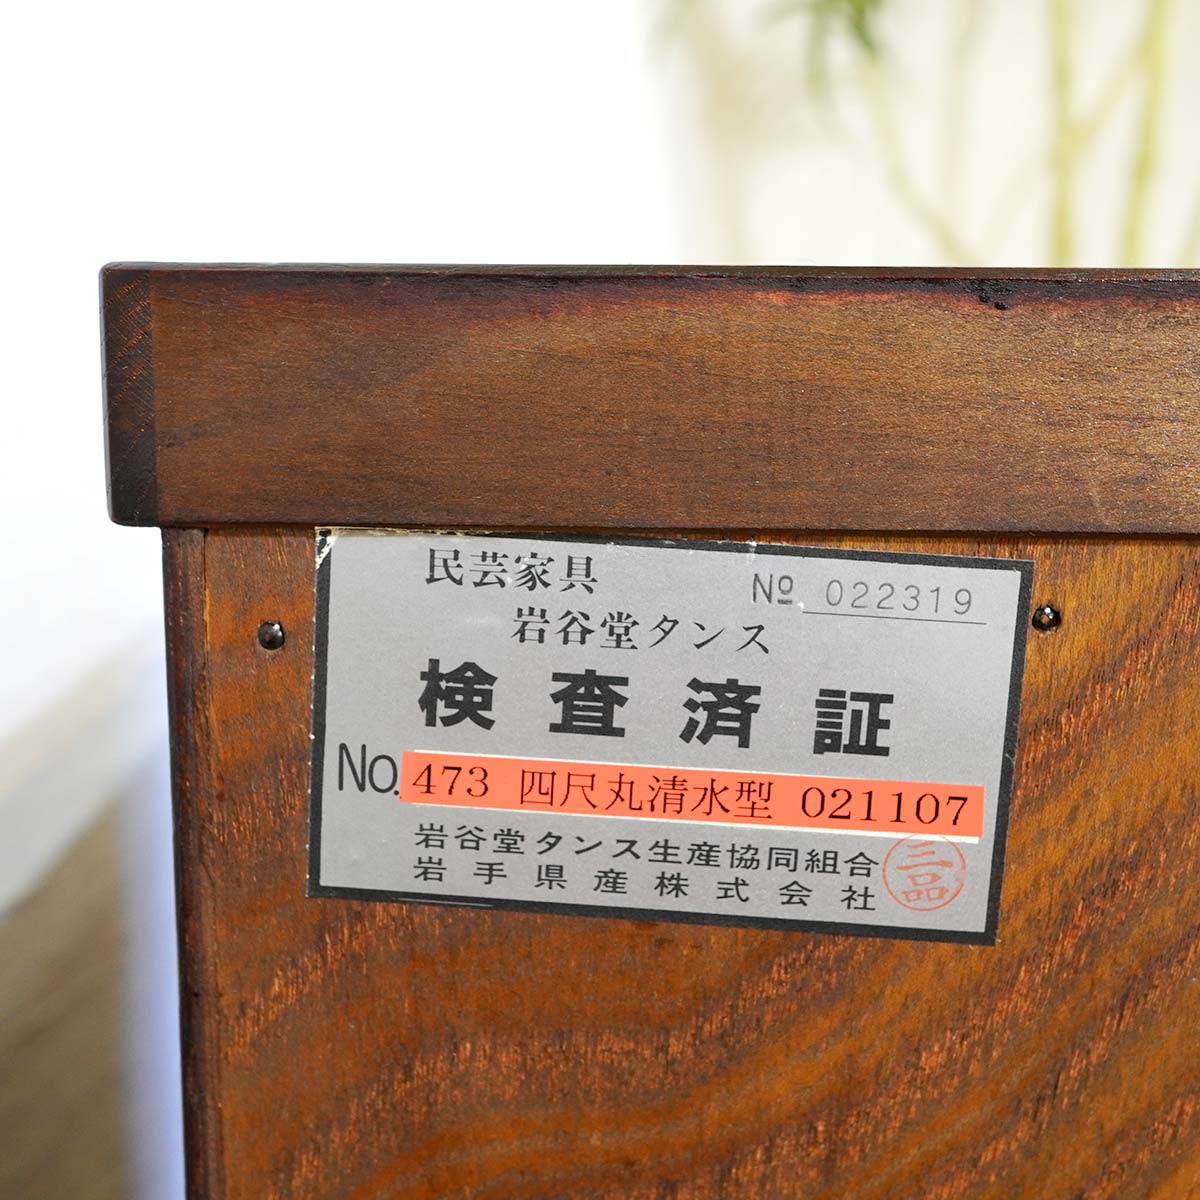 民芸家具
岩谷堂タンス
№ 022319
検査済証
No. 473 四尺丸清水型 021107
岩谷堂タンス生産協同組合
岩手県産株式会社
三品